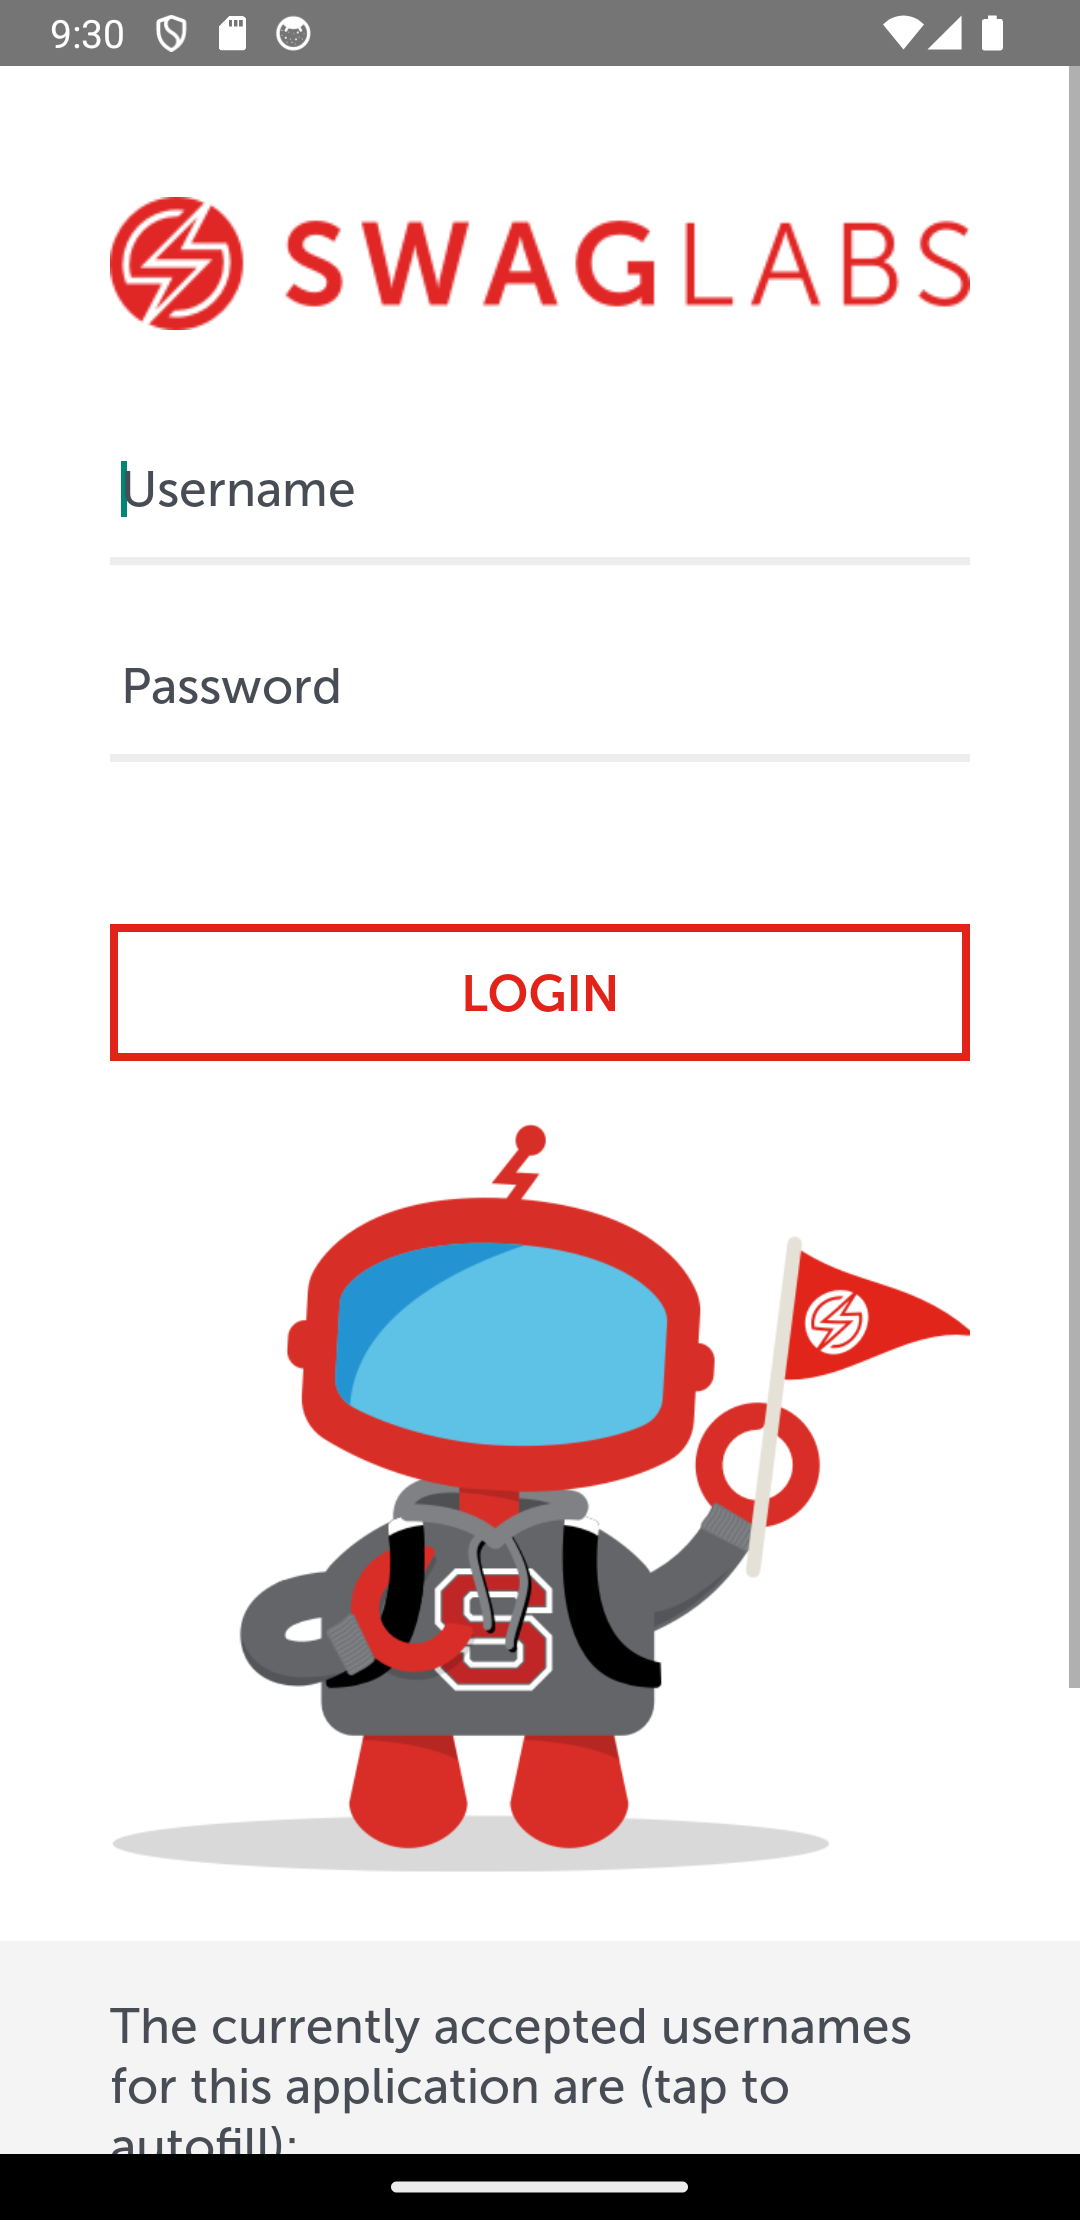 9:30
SWAGLABS
Username
Password
LOGIN
S
The currently accepted usernames
for this application are (tap to
autofill):